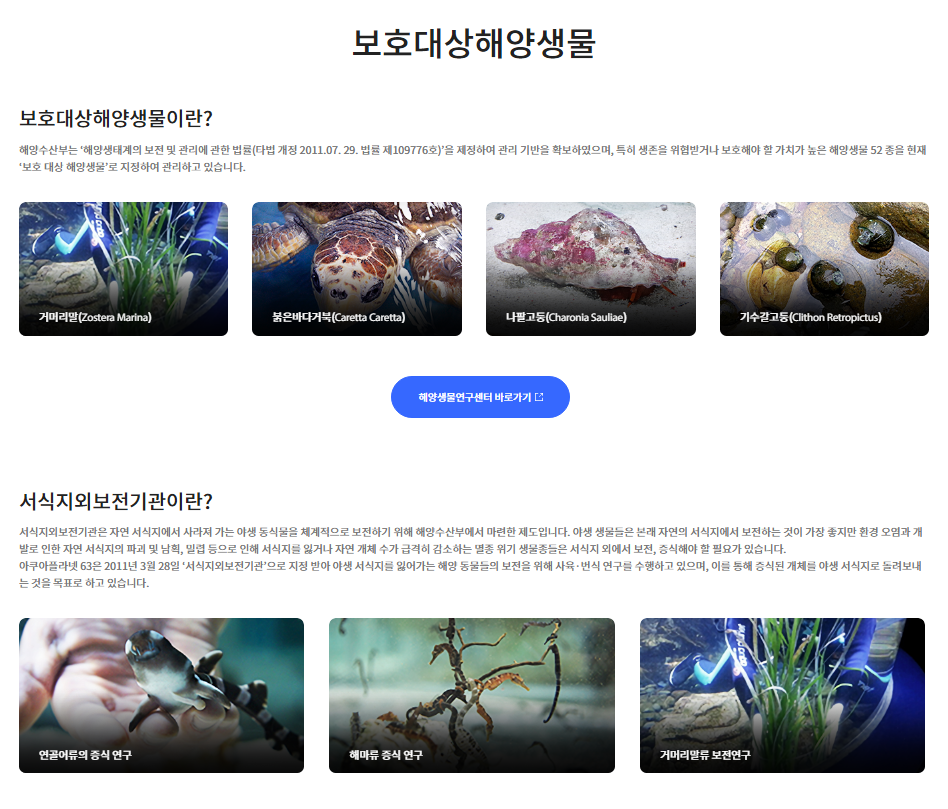 보호대상해양생물
보호대상해양생물이란?
해양수산부는 ‘해양생태계의 보전 및 관리에 관한 법률(타법 개정 2011.07. 29. 법률 제109776호)’을 제정하여 관리 기반을 확보하였으며, 특히 생존을 위협받거나 보호해야 할 가치가 높은 해양생물 52 종을 현재
‘보호 대상 해양생물’로 지정하여 관리하고 있습니다.
거머리말(Zostera Marina)
붉은바다거북(Caretta Caretta)
나팔고둥(Charonia Sauliae)
기수갈고둥(Clithon Retropictus)
해양생물연구센터 바로가기
서식지외보전기관이란?
서식지외보전기관은 자연 서식지에서 사라져 가는 야생 동식물을 체계적으로 보전하기 위해 해양수산부에서 마련한 제도입니다. 야생 생물들은 본래 자연의 서식지에서 보전하는 것이 가장 좋지만 환경 오염과 개
발로 인한 자연 서식지의 파괴 및 남획, 밀렵 등으로 인해 서식지를 잃거나 자연 개체 수가 급격히 감소하는 멸종 위기 생물종들은 서식지 외에서 보전, 증식해야 할 필요가 있습니다.
아쿠아플라넷 63은 2011년 3월 28일 ‘서식지외보전기관’으로 지정 받아 야생 서식지를 잃어가는 해양 동물들의 보전을 위해 사육·번식 연구를 수행하고 있으며, 이를 통해 증식된 개체를 야생 서식지로 돌려보내
는 것을 목표로 하고 있습니다.
연골어류의 증식 연구
해마류 증식 연구
거머리말류 보전연구